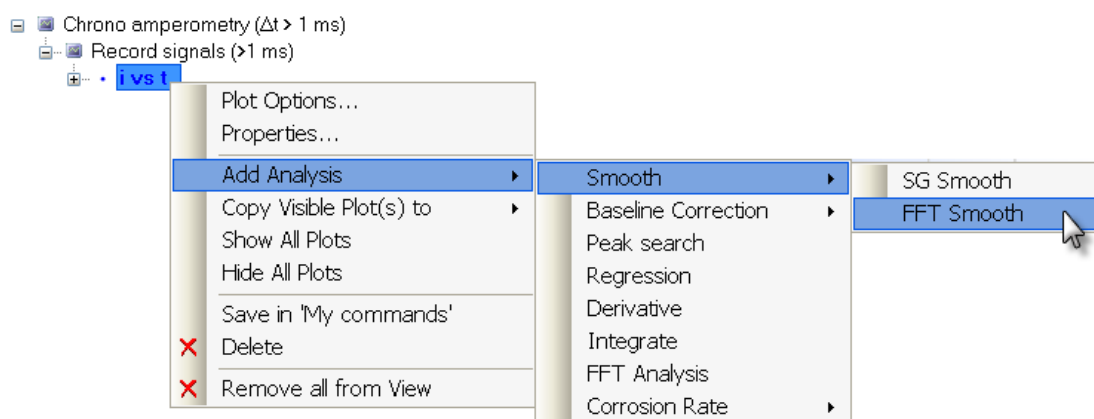 Chrono amperometry (Δt > 1 ms)
Record signals (>1 ms)
i vs t
Plot Options...
Properties...
Add Analysis
Copy Visible Plot(s) to
Show All Plots
Hide All Plots
Save in 'My commands'
Delete
Remove all from View
Smooth
Baseline Correction
Peak search
Regression
Derivative
Integrate
FFT Analysis
Corrosion Rate
SG Smooth
FFT Smooth